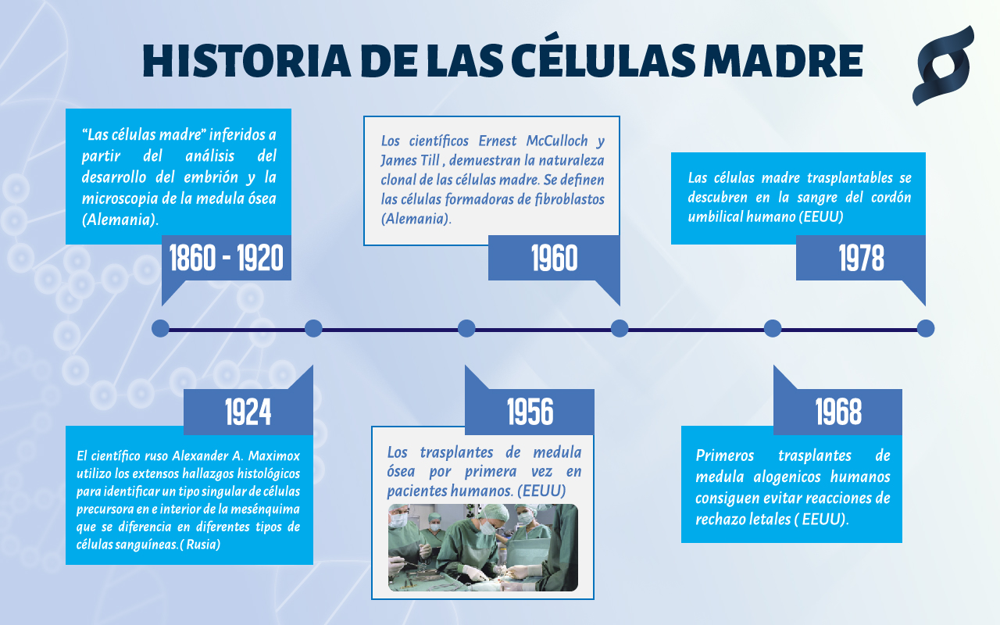 HISTORIA DE LAS CÉLULAS MADRE
“Las células madre” inferidos a
partir del análisis del
desarrollo del embrión y la
microscopia de la medula ósea
(Alemania).
1860 - 1920
Los científicos Ernest McCulloch y
James Till , demuestran la naturaleza
clonal de las células madre. Se definen
las células formadoras de fibroblastos
(Alemania).
1960
Las células madre trasplantables se
descubren en la sangre del cordón
umbilical humano (EEUU)
1978
1924
El científico ruso Alexander A. Maximox
utilizo los extensos hallazgos histológicos
para identificar un tipo singular de células
precursora en e interior de la mesénquima
que se diferencia en diferentes tipos de
células sanguíneas.( Rusia)
1956
Los trasplantes de medula
ósea por primera vez en
pacientes humanos. (EEUU)
1968
Primeros trasplantes de
medula alogenicos humanos
consiguen evitar reacciones de
rechazo letales ( EEUU).